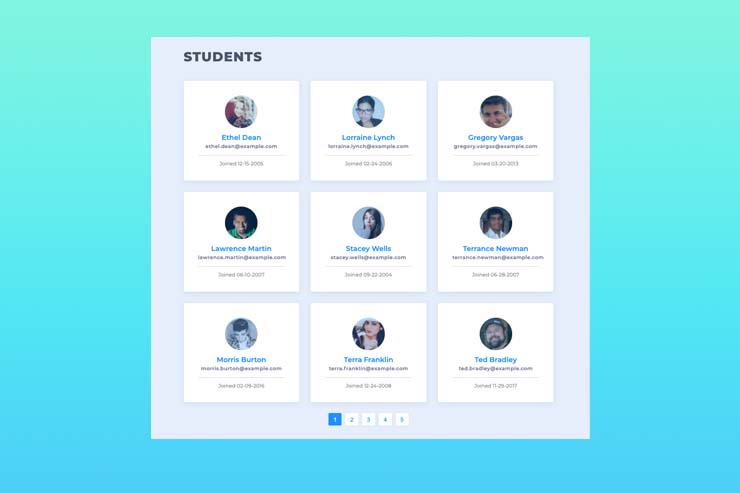 STUDENTS
Ethel Dean
ethel.dean@example.com
Joined 12-15-2005
Lorraine Lynch
lorraine.lynch@example.com
Joined 02-24-2006
Gregory Vargas
gregory.vargas@example.com
Joined 03-20-2013
Lawrence Martin
lawrence.martin@example.com
Joined 06-10-2007
Stacey Wells
stacey.wells@example.com
Joined 09-22-2004
Terrance Newman
terrance.newman@example.com
Joined 06-28-2007
Morris Burton
morris.burton@example.com
Joined 02-09-2016
Terra Franklin
terra.franklin@example.com
Joined 12-24-2008
Ted Bradley
ted.bradley@example.com
Joined 11-29-2017
1 2 3 4 5